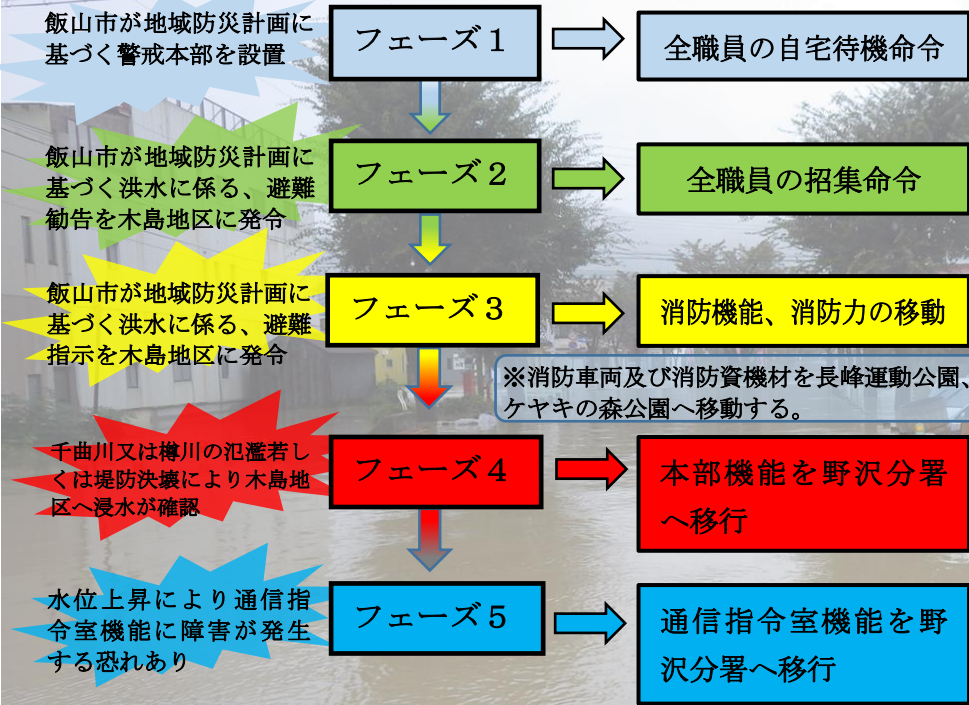 飯山市が地域防災計画に
基づく警戒本部を設置
フェーズ１
全職員の自宅待機命令
飯山市が地域防災計画に
基づく洪水に係る、避難
勧告を木島地区に発令
フェーズ２
全職員の招集命令
飯山市が地域防災計画に
基づく洪水に係る、避難
指示を木島地区に発令
フェーズ３
消防機能、消防力の移動
※消防車両及び消防資機材を長峰運動公園、
ケヤキの森公園へ移動する。
千曲川又は樽川の氾濫若し
くは堤防決壊により木島地
区へ浸水が確認
フェーズ４
本部機能を野沢分署
へ移行
水位上昇により通信指
令室機能に障害が発生
する恐れあり
フェーズ５
通信指令室機能を野
沢分署へ移行